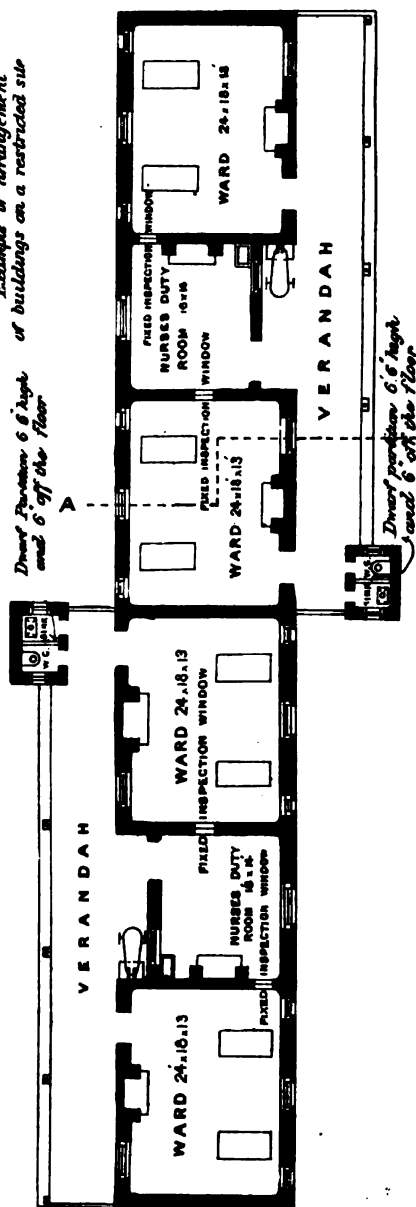 of buildings on a restricted site
Dwarf Partition 6'6" high
and 6" off the floor
A
W.C.
SINK
VERANDAH
WARD 24 x 18 x 13
FIXED INSPECTION WINDOW
NURSES DUTY
ROOM 16 x 16
FIXED INSPECTION WINDOW
WARD 24 x 18 x 13
WARD 24 x 18 x 13
FIXED INSPECTION WINDOW
NURSES DUTY
ROOM 16 x 16
FIXED INSPECTION WINDOW
WARD 24 x 18 x 13
VERANDAH
SINK
W.C.
Dwarf partition 6'6" high
and 6" off the floor